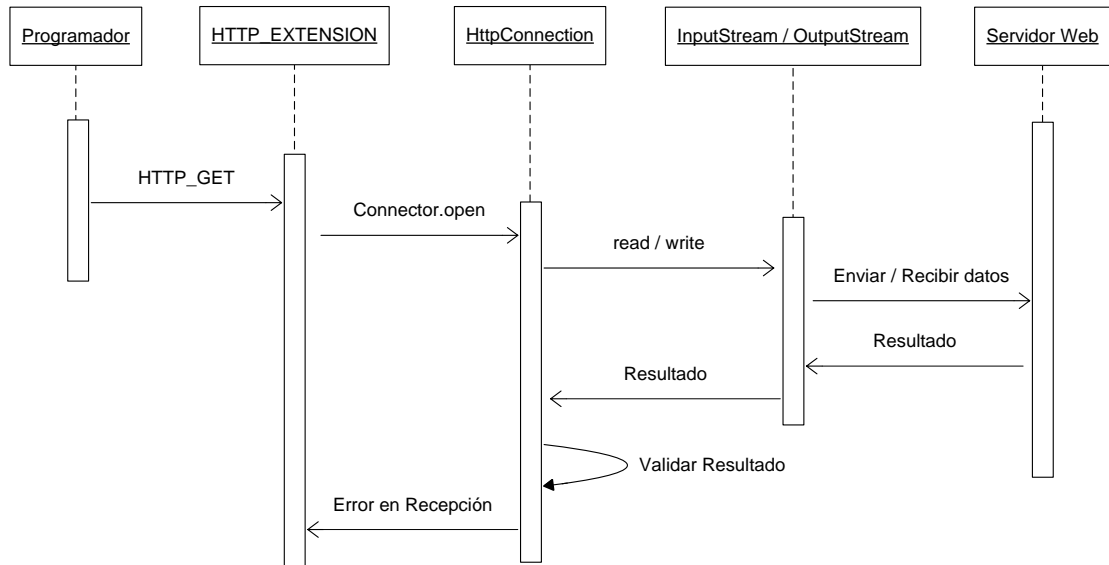 Programador
HTTP_EXTENSION
HttpConnection
InputStream / OutputStream
Servidor Web
HTTP_GET
Connector.open
read / write
Enviar / Recibir datos
Resultado
Resultado
Validar Resultado
Error en Recepción